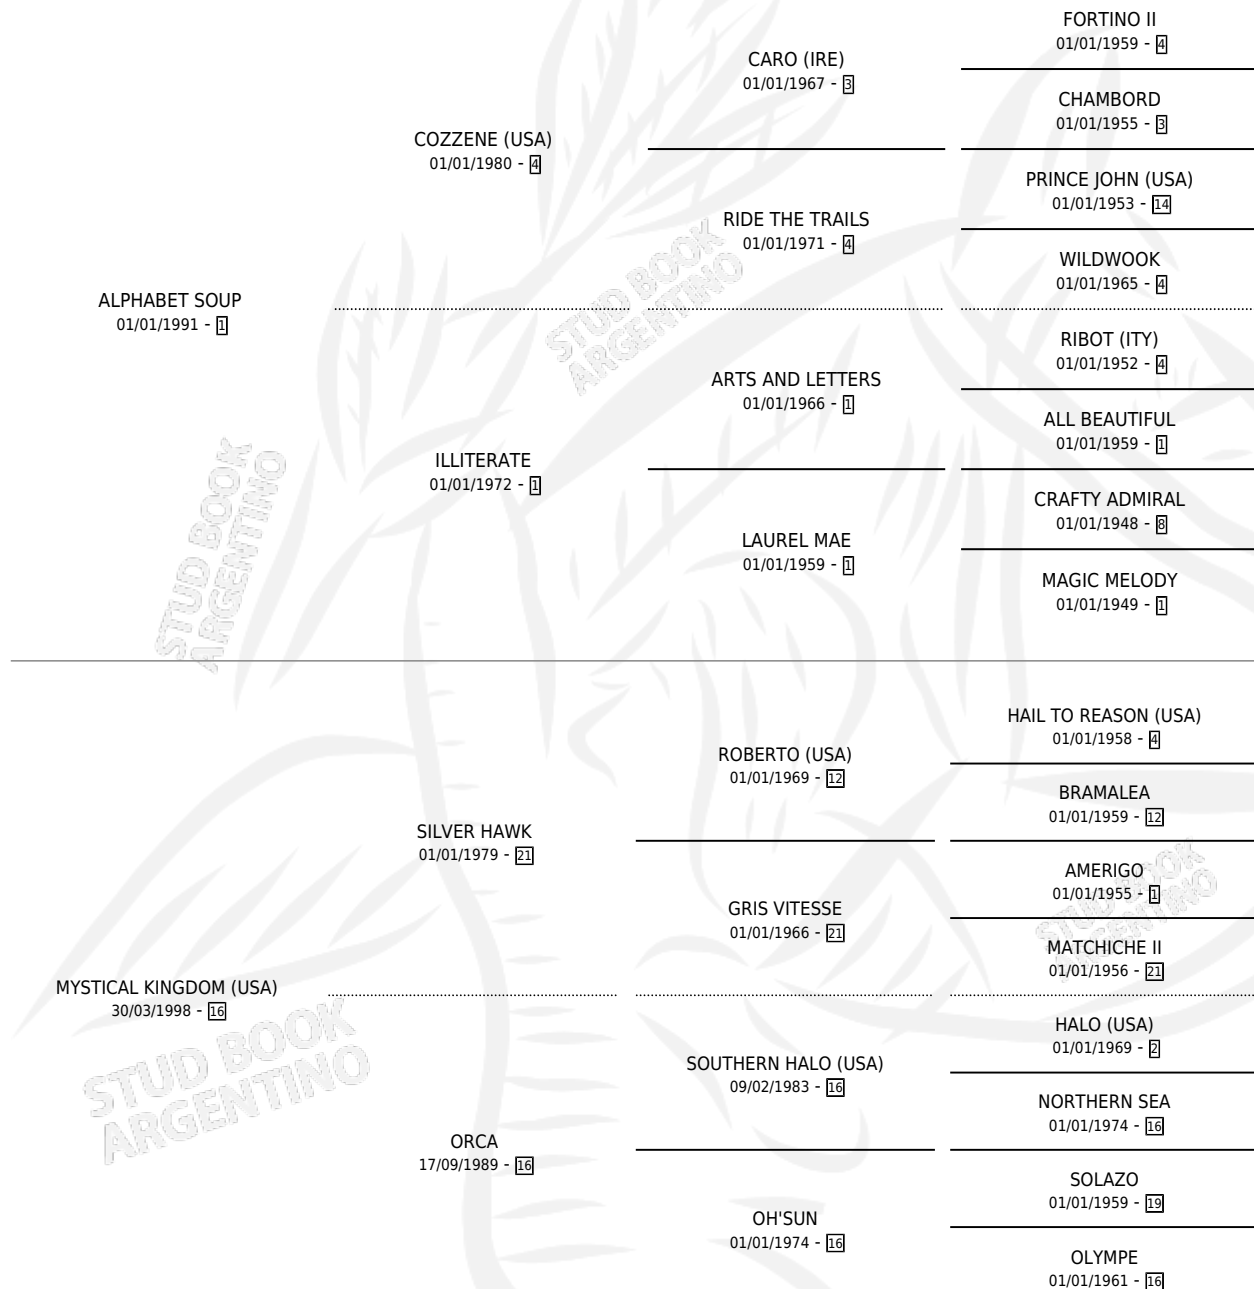 FORTINO II
01/01/1959 - 4
CARO (IRE)
01/01/1967 - 3
CHAMBORD
01/01/1955 - 3
COZZENE (USA)
01/01/1980 - 4
PRINCE JOHN (USA)
01/01/1953 - 14
RIDE THE TRAILS
01/01/1971 - 4
WILDWOOK
01/01/1965 - 4
ALPHABET SOUP
01/01/1991 - 1
STUD BOOK
ARGENTINO
RIBOT (ITY)
01/01/1952 - 4
ARTS AND LETTERS
01/01/1966 - 1
ALL BEAUTIFUL
01/01/1959 - 1
ILLITERATE
01/01/1972 - 1
CRAFTY ADMIRAL
01/01/1948 - 8
LAUREL MAE
01/01/1959 - 1
MAGIC MELODY
01/01/1949 - 1
STUD BOOK
ARGENTINO
HAIL TO REASON (USA)
01/01/1958 - 4
ROBERTO (USA)
01/01/1969 - 12
BRAMALEA
01/01/1959 - 12
SILVER HAWK
01/01/1979 - 21
AMERIGO
01/01/1955 - 1
GRIS VITESSE
01/01/1966 - 21
STUD BOOK
ARGENTINO
MATCHICHE II
01/01/1956 - 21
MYSTICAL KINGDOM (USA)
30/03/1998 - 16
STUD BOOK
ARGENTINO
HALO (USA)
01/01/1969 - 2
SOUTHERN HALO (USA)
09/02/1983 - 16
NORTHERN SEA
01/01/1974 - 16
ORCA
17/09/1989 - 16
SOLAZO
01/01/1959 - 19
OH'SUN
01/01/1974 - 16
OLYMPE
01/01/1961 - 16